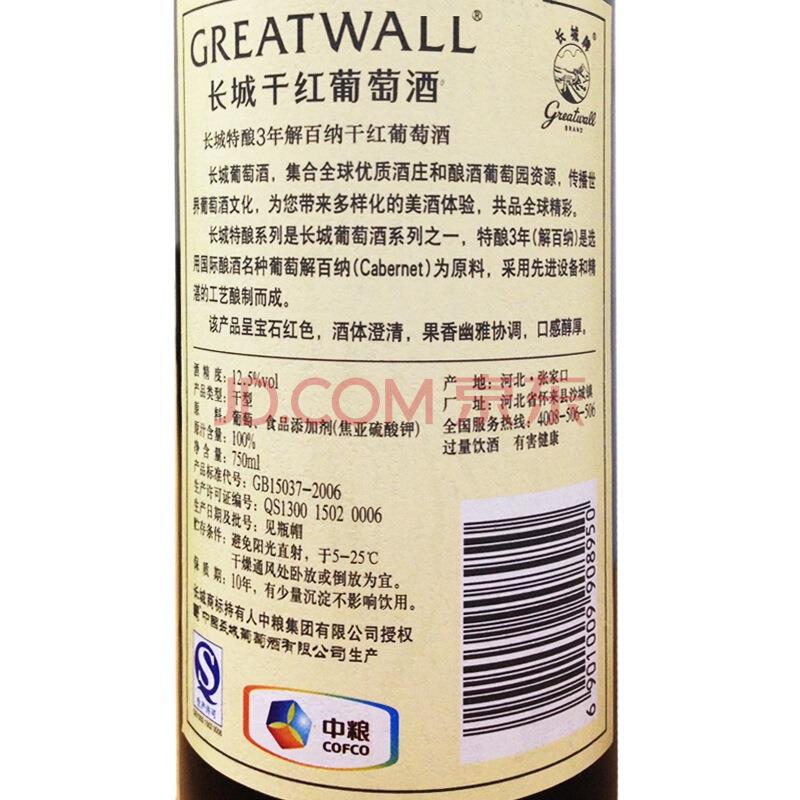 GREATWALL®
长城干红葡萄酒
长城牌®
Greatwall
BRAND
长城特酿3年解百纳干红葡萄酒
长城葡萄酒，集合全球优质酒庄和酿酒葡萄园资源，传播世
界葡萄酒文化，为您带来多样化的美酒体验，共品全球精彩。
长城特酿系列是长城葡萄酒系列之一，特酿3年(解百纳)是选
用国际酿酒名种葡萄解百纳(Cabernet)为原料，采用先进设备和精
湛的工艺酿制而成。
该产品呈宝石红色，酒体澄清，果香幽雅协调，口感醇厚。
酒精度：12.5%vol
产品类型：干型
原料：葡萄、食品添加剂(焦亚硫酸钾)
原汁含量：100%
净含量：750ml
产品标准代号：GB15037-2006
生产许可证编号：QS1300 1502 0006
生产日期及批号：见瓶帽
贮存条件：避免阳光直射，于5-25℃
干燥通风处卧放或倒放为宜。
保质期：10年，有少量沉淀不影响饮用。
长城商标持有人中粮集团有限公司授权
中国长城葡萄酒有限公司生产
产地：河北·张家口
厂址：河北省怀来县沙城镇
全国服务热线：4008-506-506
过量饮酒 有害健康
JD.COM 京东
6 901009 908950
QS
生产许可
QS1300 1502 0006
中粮
COFCO